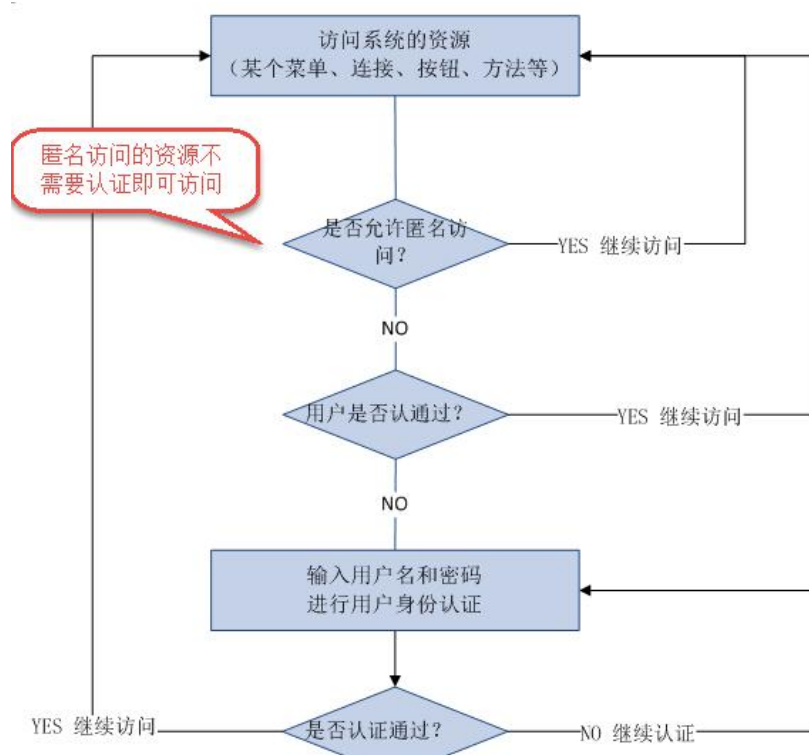 访问系统的资源
（某个菜单、连接、按钮、方法等）
匿名访问的资源不
需要认证即可访问
是否允许匿名访
问？
YES 继续访问
NO
用户是否认通过？
YES 继续访问
NO
输入用户名和密码
进行用户身份认证
YES 继续访问
是否认证通过？
NO 继续认证